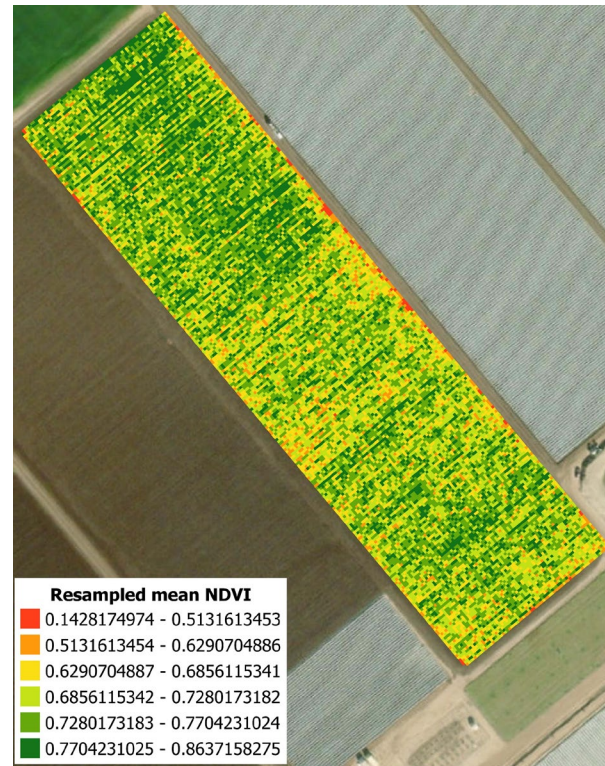 Resampled mean NDVI
0.1428174974 - 0.5131613453
0.5131613454 - 0.6290704886
0.6290704887 - 0.6856115341
0.6856115342 - 0.7280173182
0.7280173183 - 0.7704231024
0.7704231025 - 0.8637158275